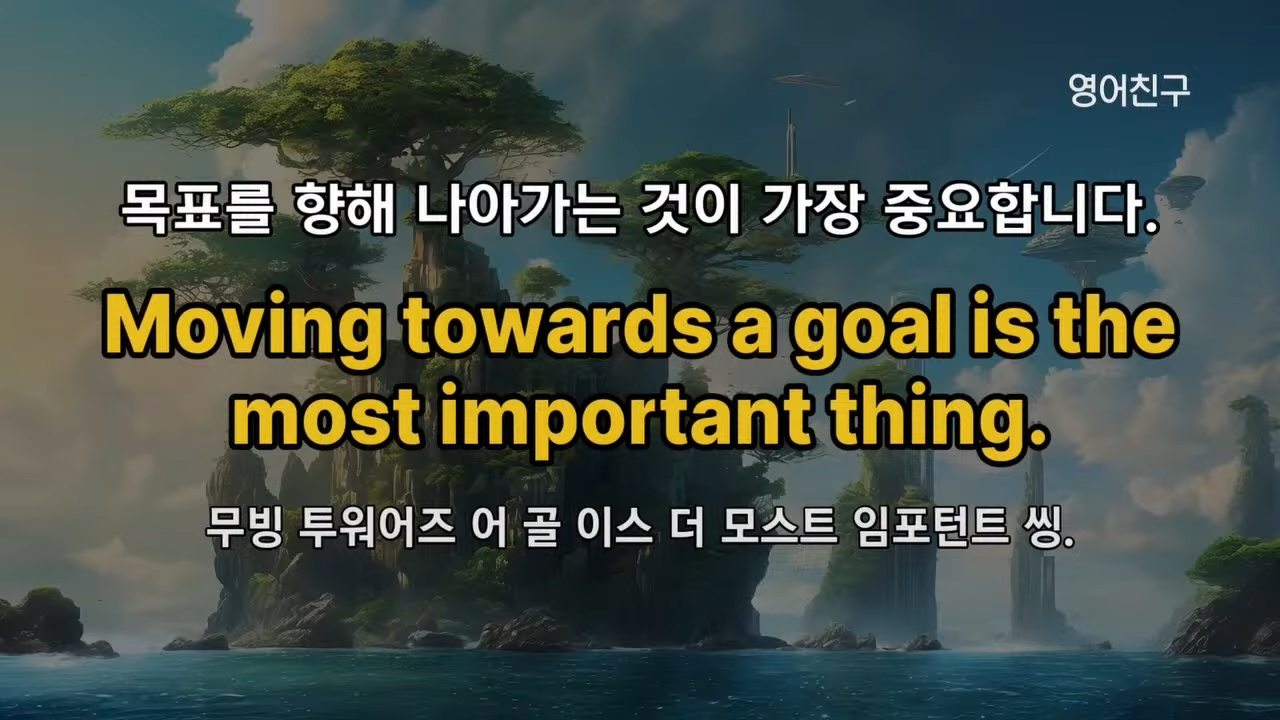 영어친구
목표를 향해 나아가는 것이 가장 중요합니다.
Moving towards a goal is the
most important thing.
무빙 투워어즈 어 골 이스 더 모스트 임포턴트 씽.